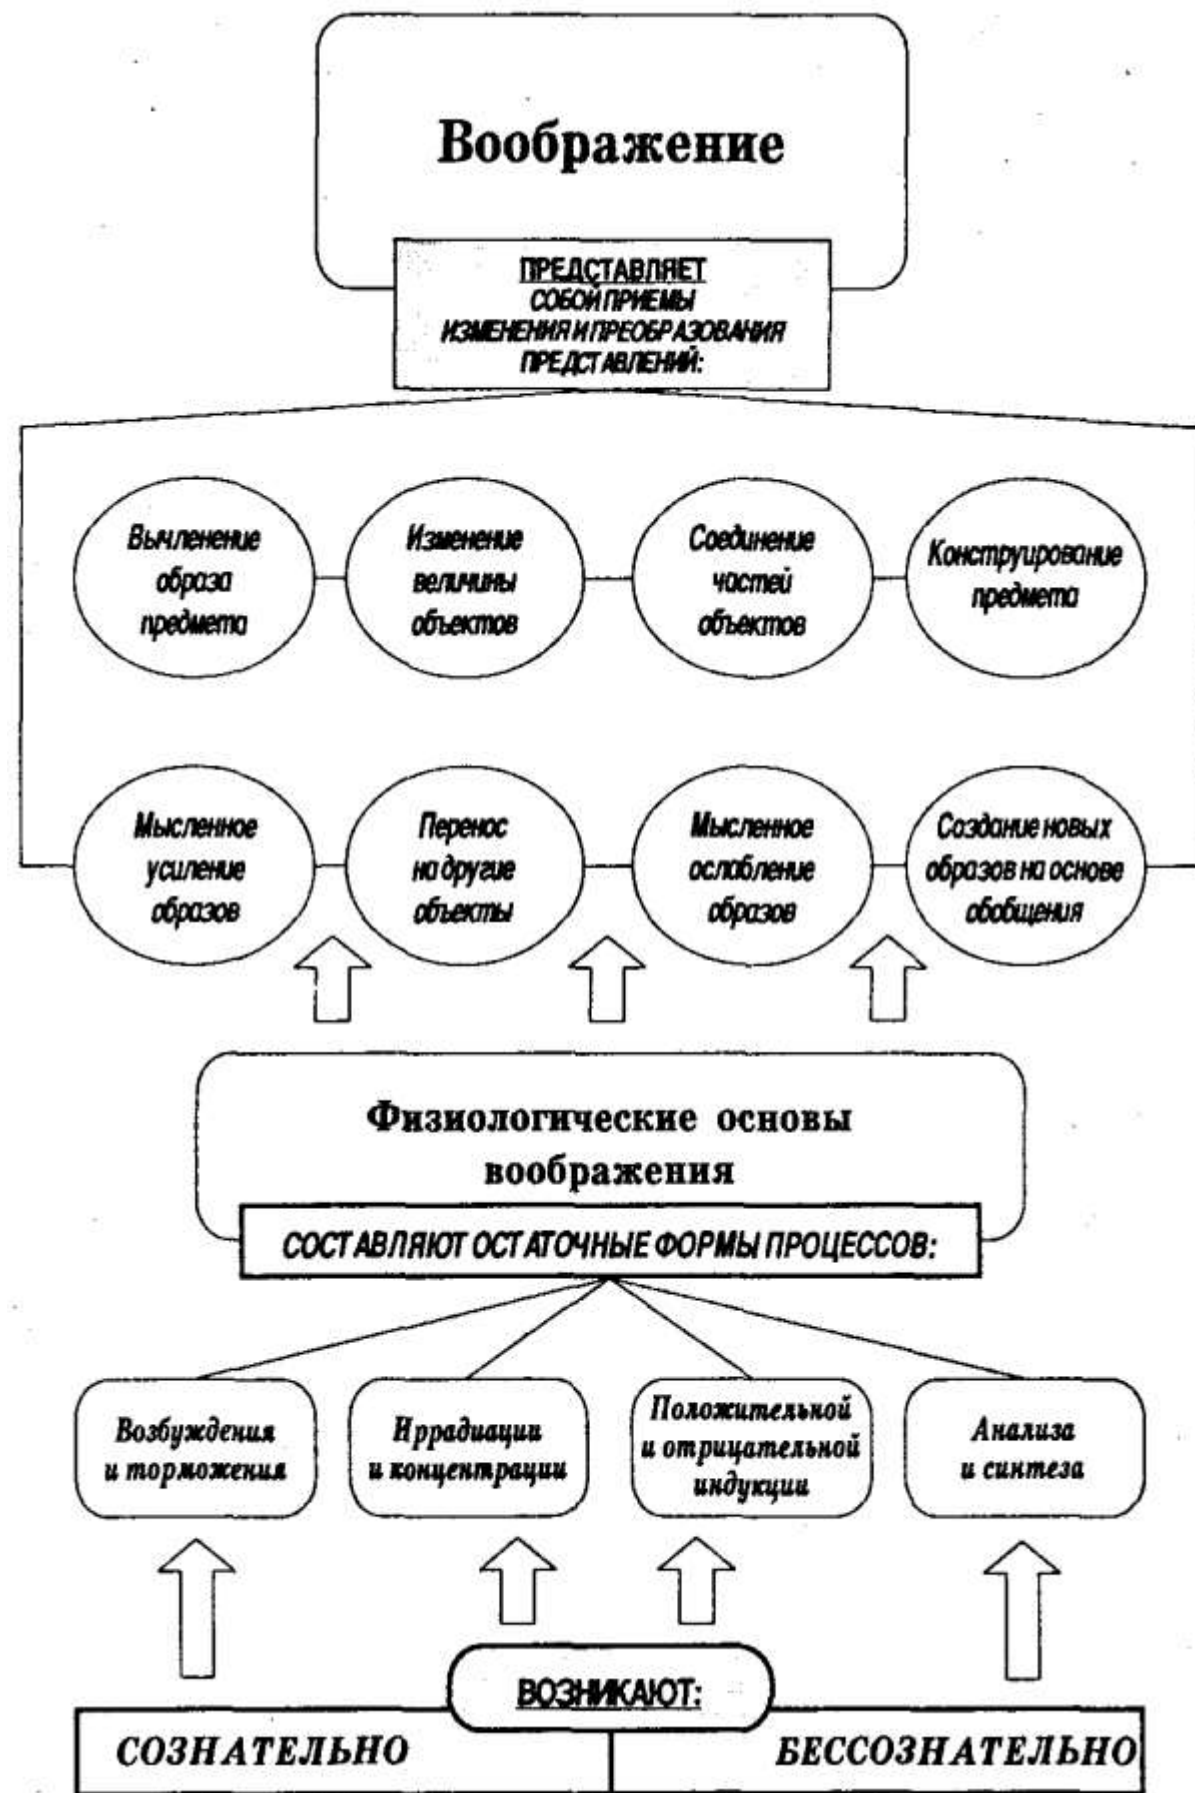 Воображение
ПРЕДСТАВЛЯЕТ
СОБОЙ ПРИЕМЫ
ИЗМЕНЕНИЯ И ПРЕОБРАЗОВАНИЯ
ПРЕДСТАВЛЕНИЙ:
Вычленение
образа
предмета
Изменение
величины
объектов
Соединение
частей
объектов
Конструирование
предмета
Мысленное
усиление
образов
Перенос
на другие
объекты
Мысленное
ослабление
образов
Создание новых
образов на основе
обобщения
Физиологические основы
воображения
СОСТАВЛЯЮТ ОСТАТОЧНЫЕ ФОРМЫ ПРОЦЕССОВ:
Возбуждения
и торможения
Иррадиации
и концентрации
Положительной
и отрицательной
индукции
Анализа
и синтеза
ВОЗНИКАЮТ:
СОЗНАТЕЛЬНО
БЕССОЗНАТЕЛЬНО